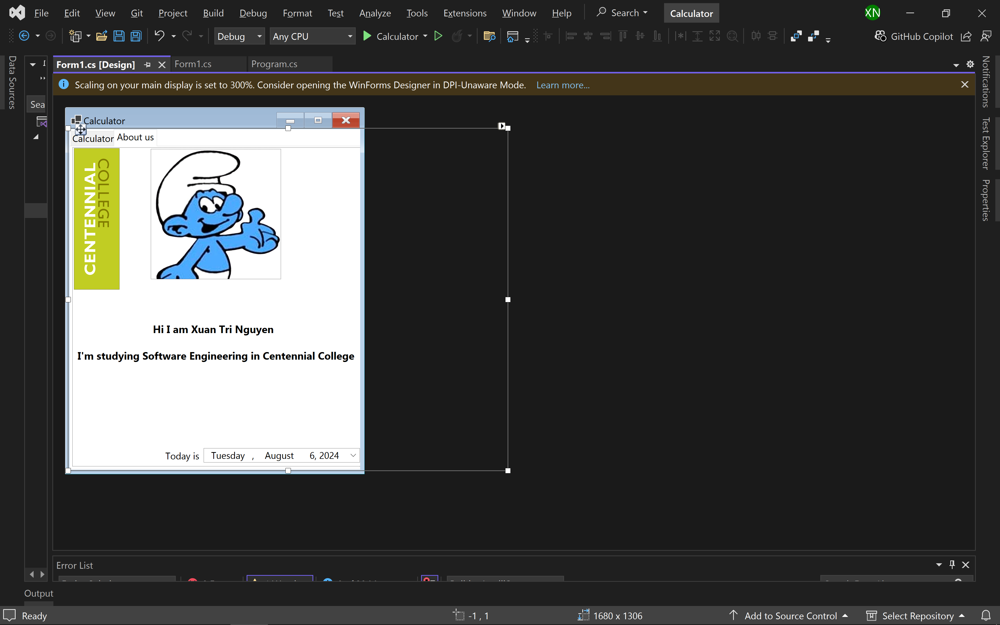 File Edit View Git Project Build Debug Format Test Analyze Tools Extensions Window Help Search Calculator XN
Debug Any CPU Calculator GitHub Copilot
Data Sources
Form1.cs [Design] Form1.cs Program.cs
Scaling on your main display is set to 300%. Consider opening the WinForms Designer in DPI-Unaware Mode. Learn more...
Sea
Calculator
Calculator About us
CENTENNIAL
COLLEGE
Hi I am Xuan Tri Nguyen
I'm studying Software Engineering in Centennial College
Today is Tuesday , August 6, 2024
Notifications
Test Explorer
Properties
Error List
Output
Ready -1 , 1 1680 x 1306 Add to Source Control Select Repository